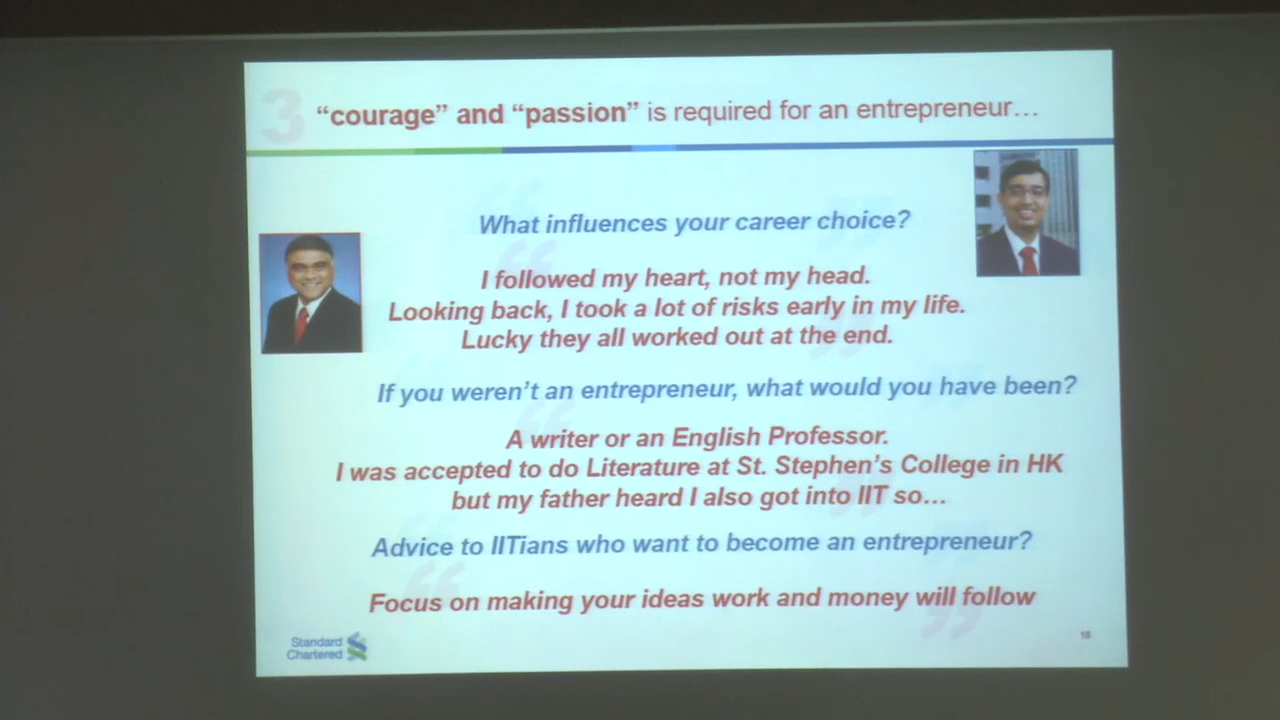 3
“courage” and “passion” is required for an entrepreneur…
What influences your career choice?
I followed my heart, not my head.
Looking back, I took a lot of risks early in my life.
Lucky they all worked out at the end.
If you weren’t an entrepreneur, what would you have been?
A writer or an English Professor.
I was accepted to do Literature at St. Stephen’s College in HK
but my father heard I also got into IIT so…
Advice to IITians who want to become an entrepreneur?
Focus on making your ideas work and money will follow
Standard
Chartered
10